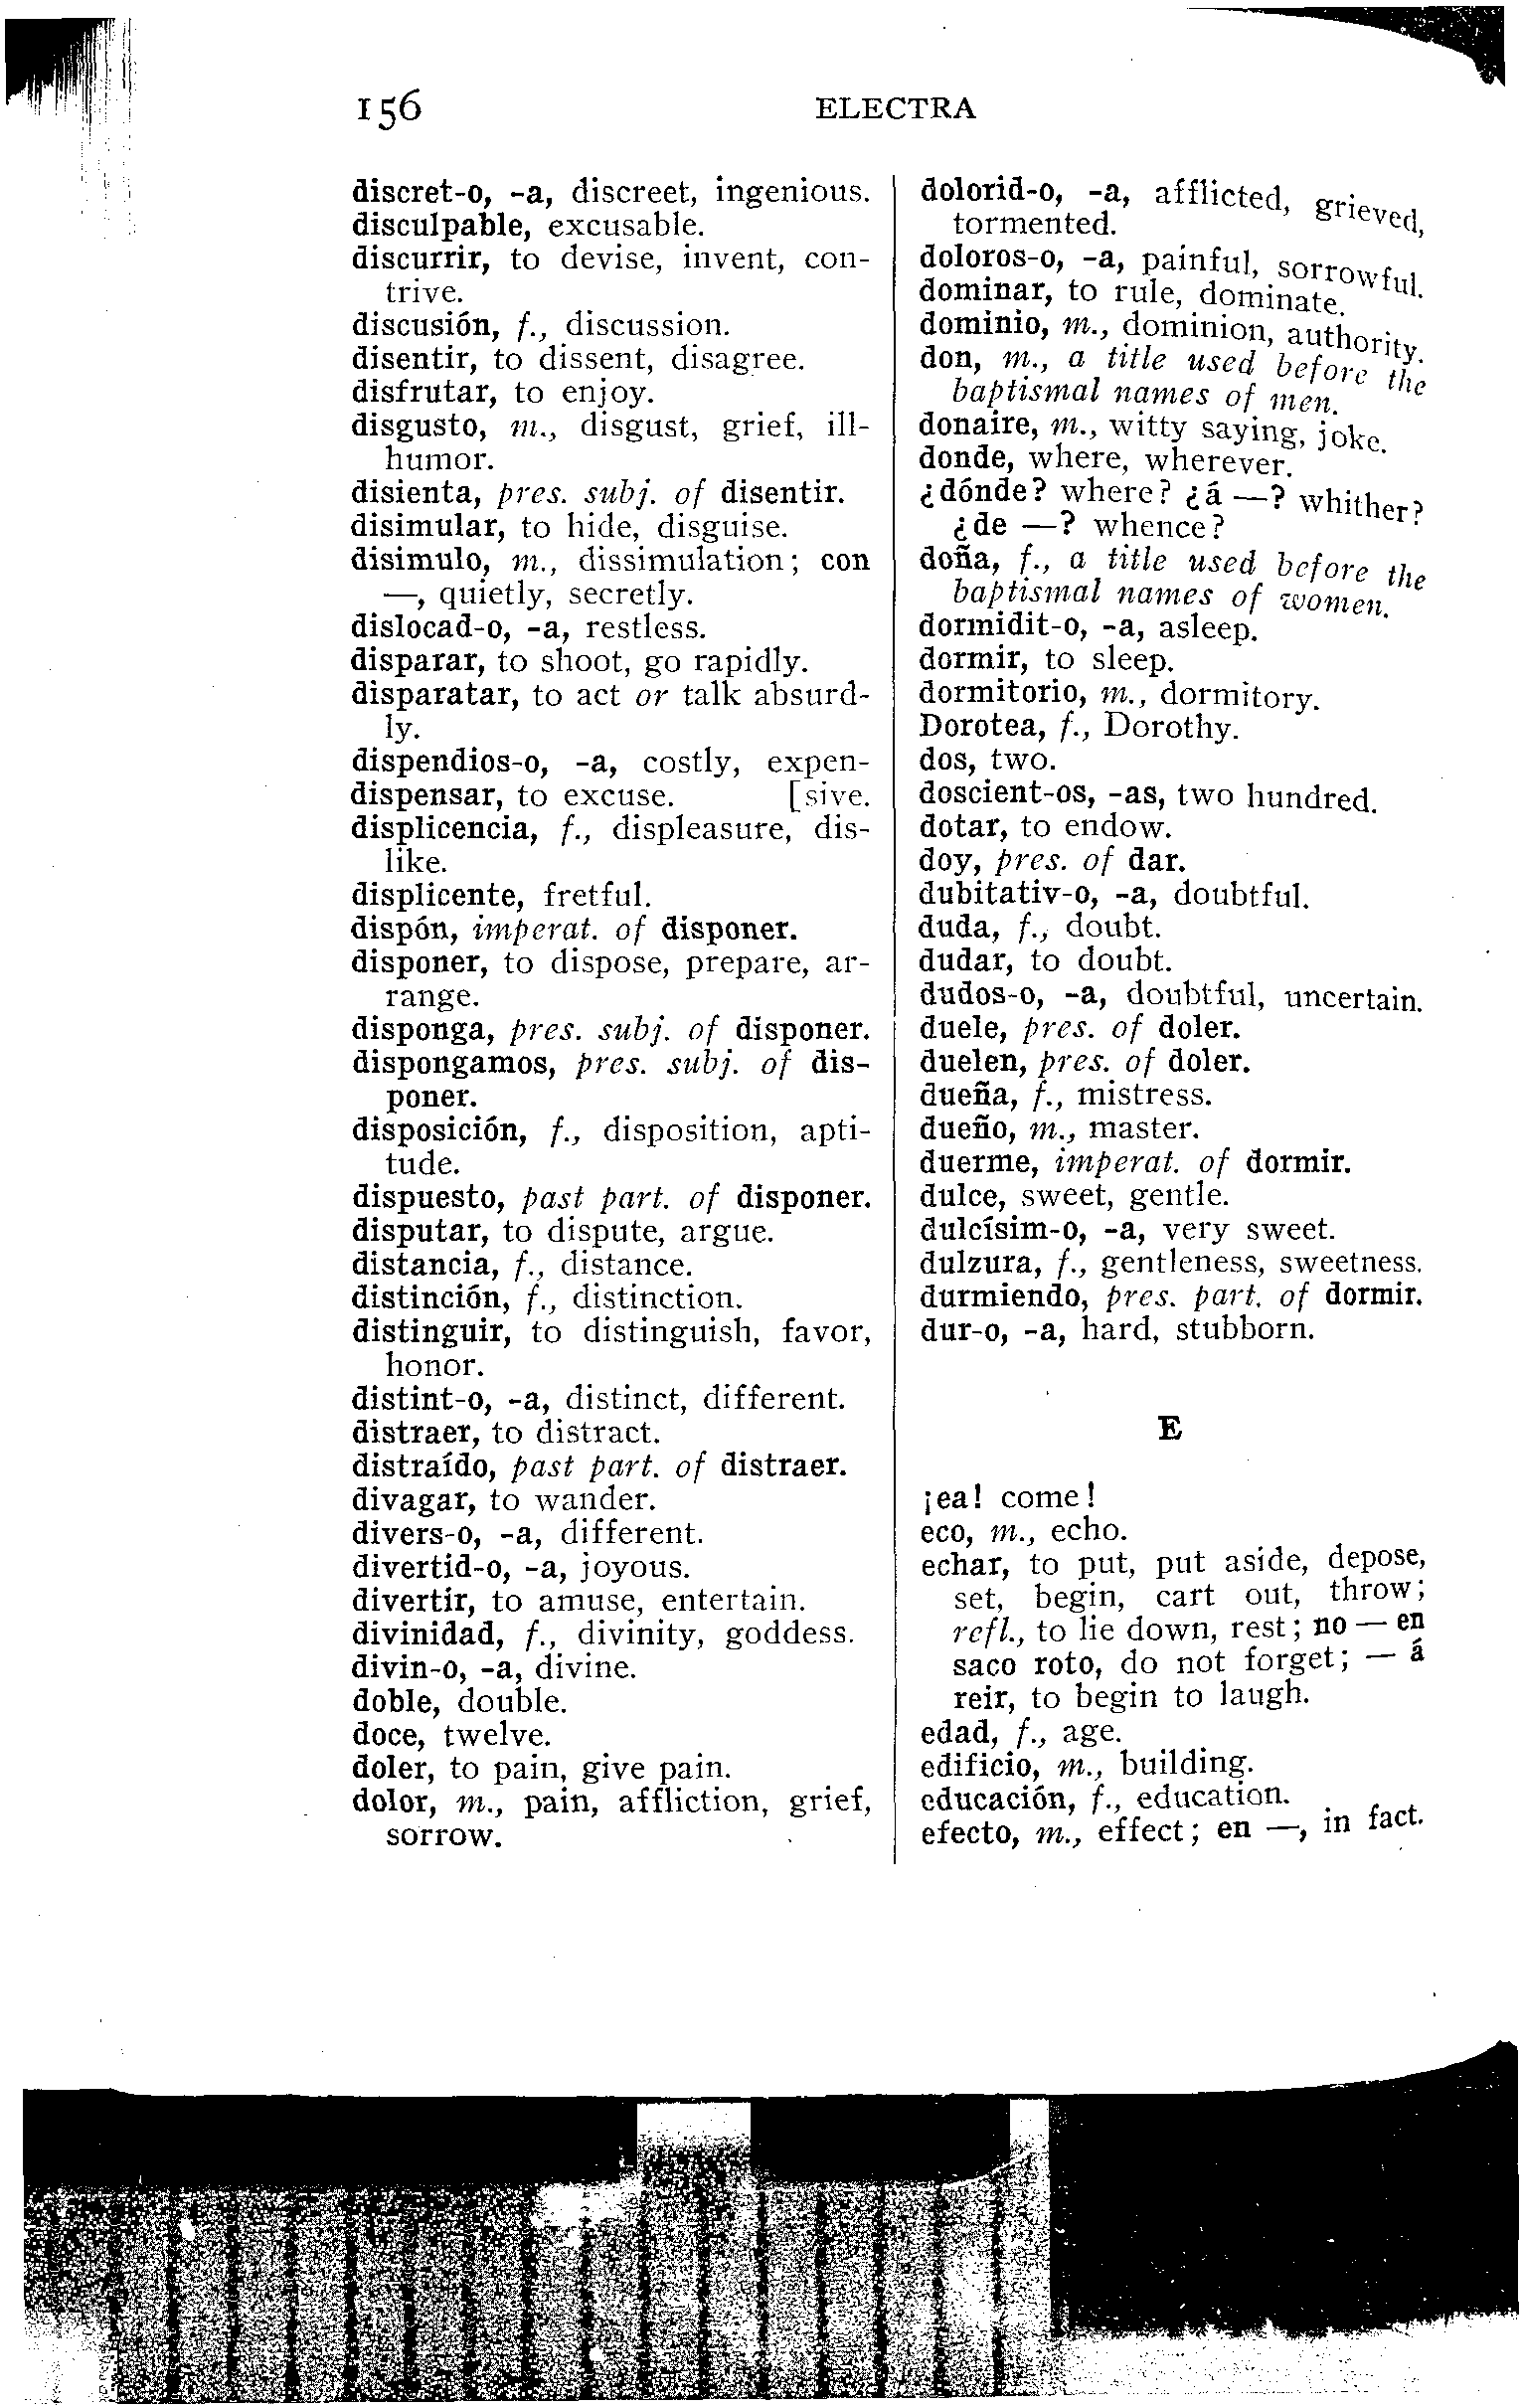 156
ELECTRA
discret-o, -a, discreet, ingenious.
disculpable, excusable.
discurrir, to devise, invent, con-
trive.
discusión, f., discussion.
disentir, to dissent, disagree.
disfrutar, to enjoy.
disgusto, m., disgust, grief, ill-
humor.
disienta, pres. subj. of disentir.
disimular, to hide, disguise.
disimulo, m., dissimulation; con
—, quietly, secretly.
dislocad-o, -a, restless.
disparar, to shoot, go rapidly.
disparatar, to act or talk absurd-
ly.
dispendios-o, -a, costly, expen-
dispensar, to excuse. [sive.
displicencia, f., displeasure, dis-
like.
displicente, fretful.
dispón, imperat. of disponer.
disponer, to dispose, prepare, ar-
range.
disponga, pres. subj. of disponer.
dispongamos, pres. subj. of dis-
poner.
disposición, f., disposition, apti-
tude.
dispuesto, past part. of disponer.
disputar, to dispute, argue.
distancia, f., distance.
distinción, f., distinction.
distinguir, to distinguish, favor,
honor.
distint-o, -a, distinct, different.
distraer, to distract.
distraído, past part. of distraer.
divagar, to wander.
divers-o, -a, different.
divertid-o, -a, joyous.
divertir, to amuse, entertain.
divinidad, f., divinity, goddess.
divin-o, -a, divine.
doble, double.
doce, twelve.
doler, to pain, give pain.
dolor, m., pain, affliction, grief,
sorrow.
dolorid-o, -a, afflicted, grieved,
tormented.
doloros-o, -a, painful, sorrowful.
dominar, to rule, dominate.
dominio, m., dominion, authority.
don, m., a title used before the
baptismal names of men.
donaire, m., witty saying, joke.
donde, where, wherever.
¿dónde? where? ¿á —? whither?
¿de —? whence?
doña, f., a title used before the
baptismal names of women.
dormidit-o, -a, asleep.
dormir, to sleep.
dormitorio, m., dormitory.
Dorotea, f., Dorothy.
dos, two.
doscient-os, -as, two hundred.
dotar, to endow.
doy, pres. of dar.
dubitativ-o, -a, doubtful.
duda, f., doubt.
dudar, to doubt.
dudos-o, -a, doubtful, uncertain.
duele, pres. of doler.
duelen, pres. of doler.
dueña, f., mistress.
dueño, m., master.
duerme, imperat. of dormir.
dulce, sweet, gentle.
dulcísim-o, -a, very sweet.
dulzura, f., gentleness, sweetness.
durmiendo, pres. part. of dormir.
dur-o, -a, hard, stubborn.
E
¡ea! come!
eco, m., echo.
echar, to put, put aside, depose,
set, begin, cart out, throw;
refl., to lie down, rest; no — en
saco roto, do not forget; — á
reir, to begin to laugh.
edad, f., age.
edificio, m., building.
educación, f., education.
efecto, m., effect; en —, in fact.